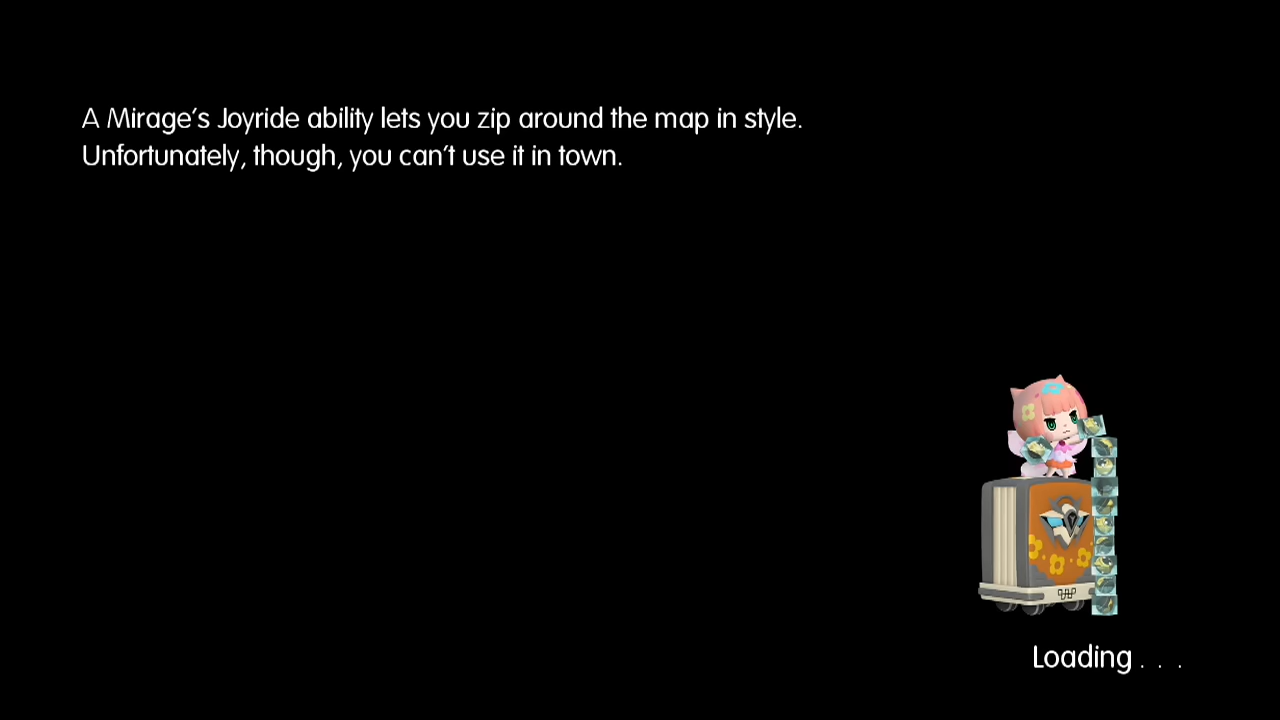 A Mirage's Joyride ability lets you zip around the map in style.
Unfortunately, though, you can't use it in town.
Loading . . .